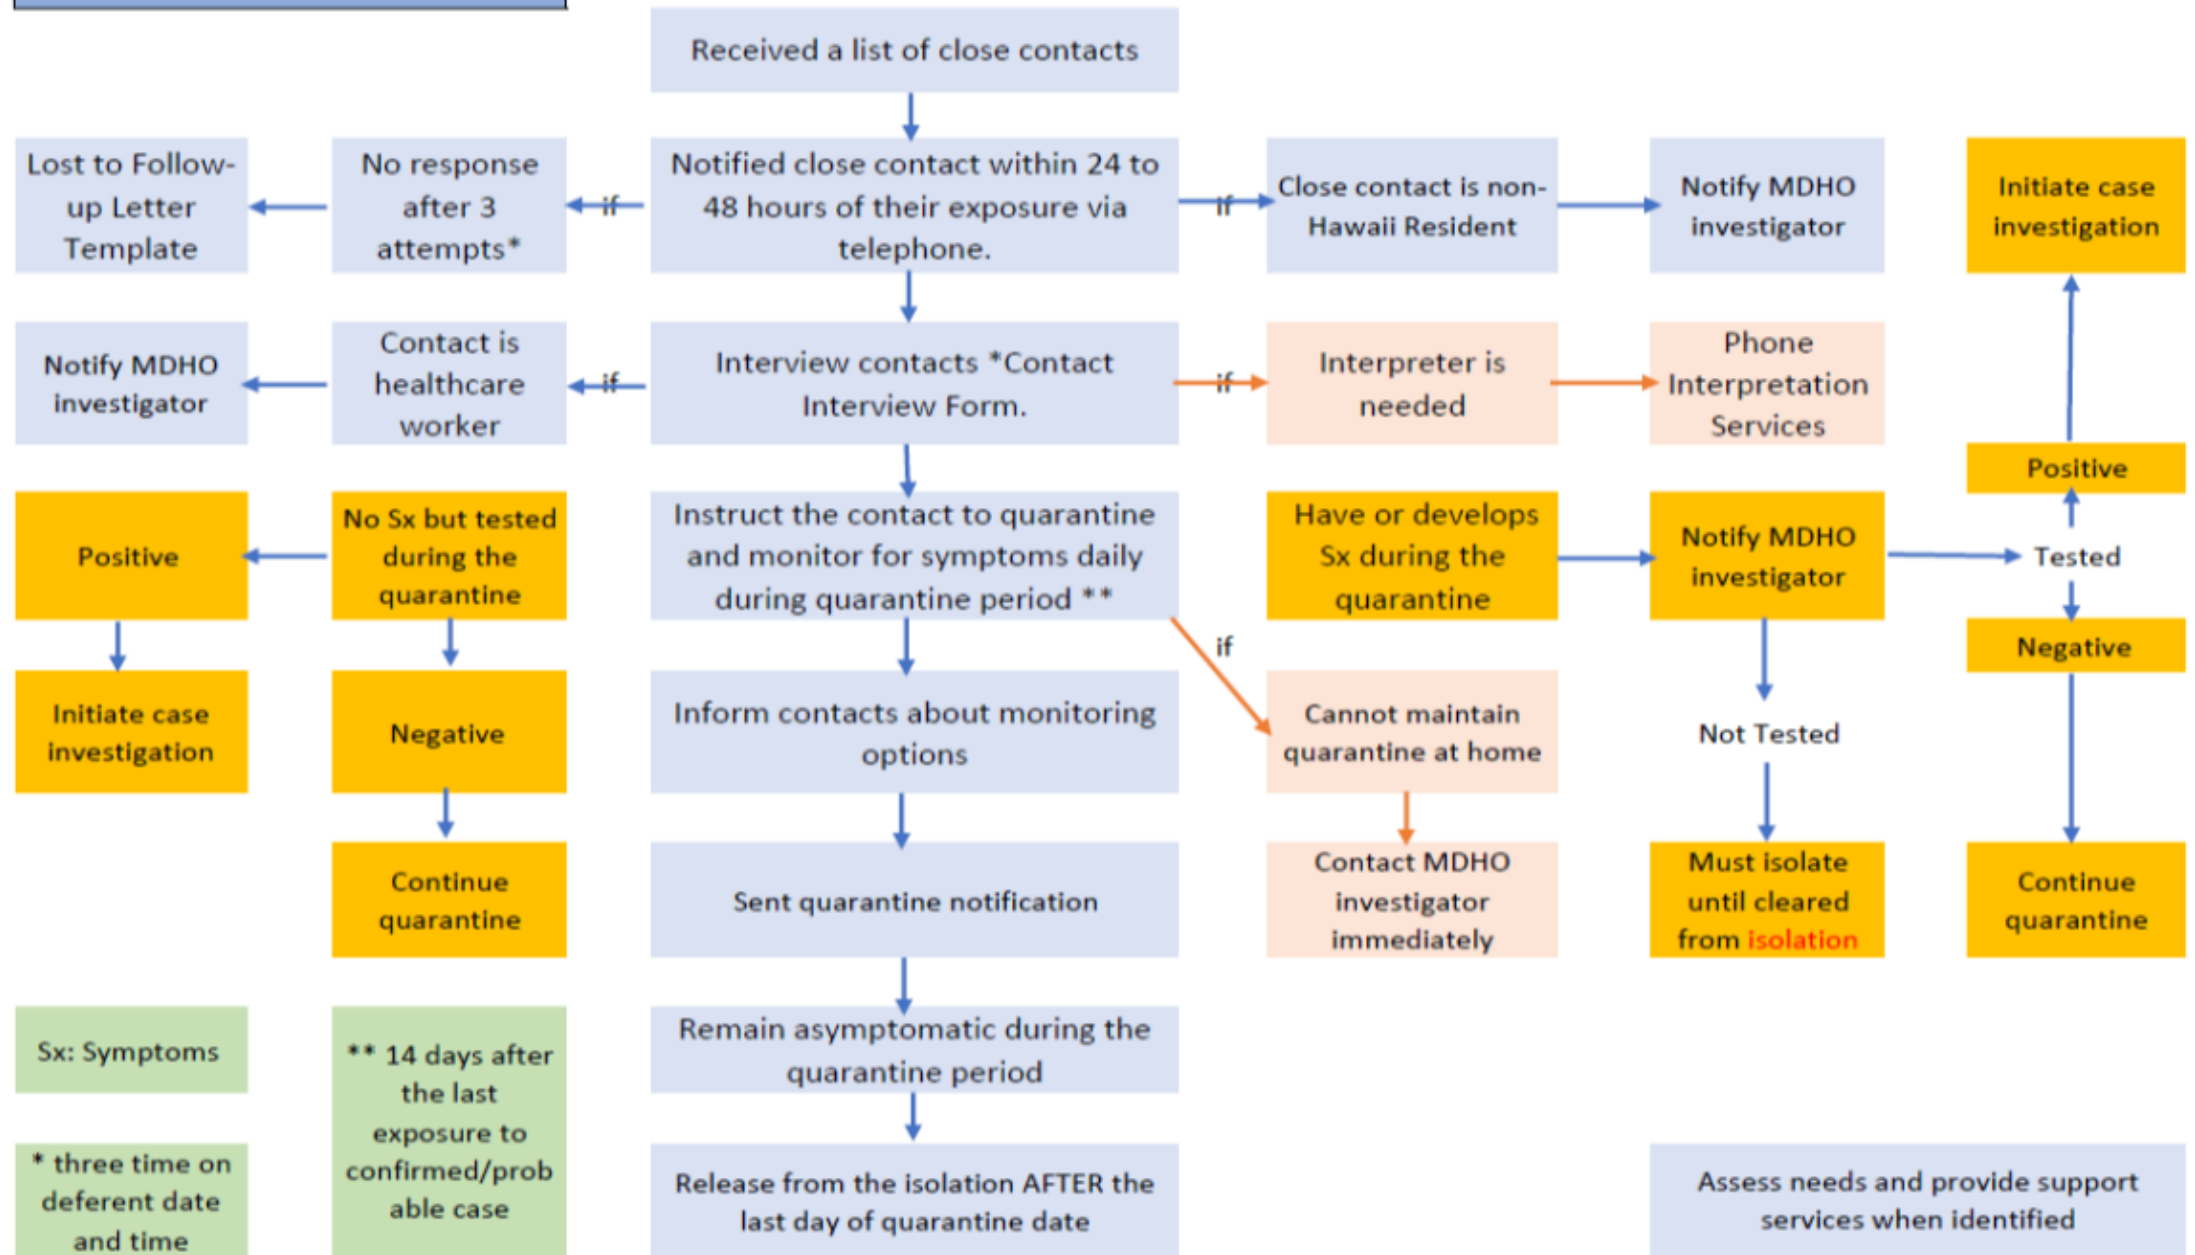 Received a list of close contacts
Lost to Follow-
up Letter
Template
No response
after 3
attempts*
if
Notified close contact within 24 to
48 hours of their exposure via
telephone.
if
Close contact is non-
Hawaii Resident
Notify MDHO
investigator
Initiate case
investigation
Notify MDHO
investigator
Contact is
healthcare
worker
if
Interview contacts *Contact
Interview Form.
if
Interpreter is
needed
Phone
Interpretation
Services
Positive
Positive
No Sx but tested
during the
quarantine
Instruct the contact to quarantine
and monitor for symptoms daily
during quarantine period **
Have or develops
Sx during the
quarantine
Notify MDHO
investigator
Tested
if
Negative
Initiate case
investigation
Negative
Inform contacts about monitoring
options
Cannot maintain
quarantine at home
Not Tested
Continue
quarantine
Sent quarantine notification
Contact MDHO
investigator
immediately
Must isolate
until cleared
from isolation
Continue
quarantine
Sx: Symptoms
** 14 days after
the last
exposure to
confirmed/prob
able case
Remain asymptomatic during the
quarantine period
* three time on
deferent date
and time
Release from the isolation AFTER the
last day of quarantine date
Assess needs and provide support
services when identified